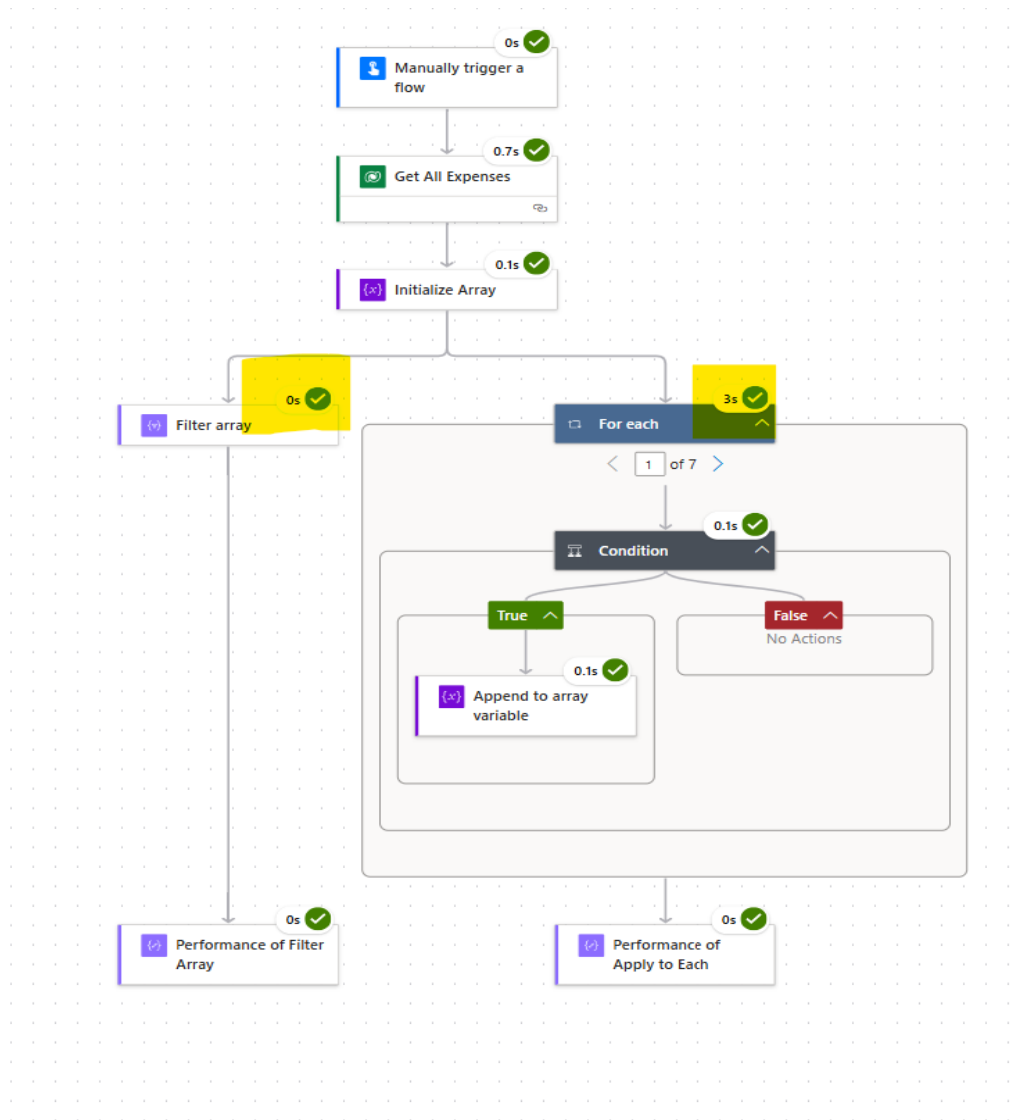 0s
Manually trigger a
flow
0.7s
Get All Expenses
0.1s
{x} Initialize Array
0s
Filter array
3s
For each
1 of 7
0.1s
Condition
True
False
No Actions
0.1s
{x} Append to array
variable
0s
Performance of Filter
Array
0s
Performance of
Apply to Each